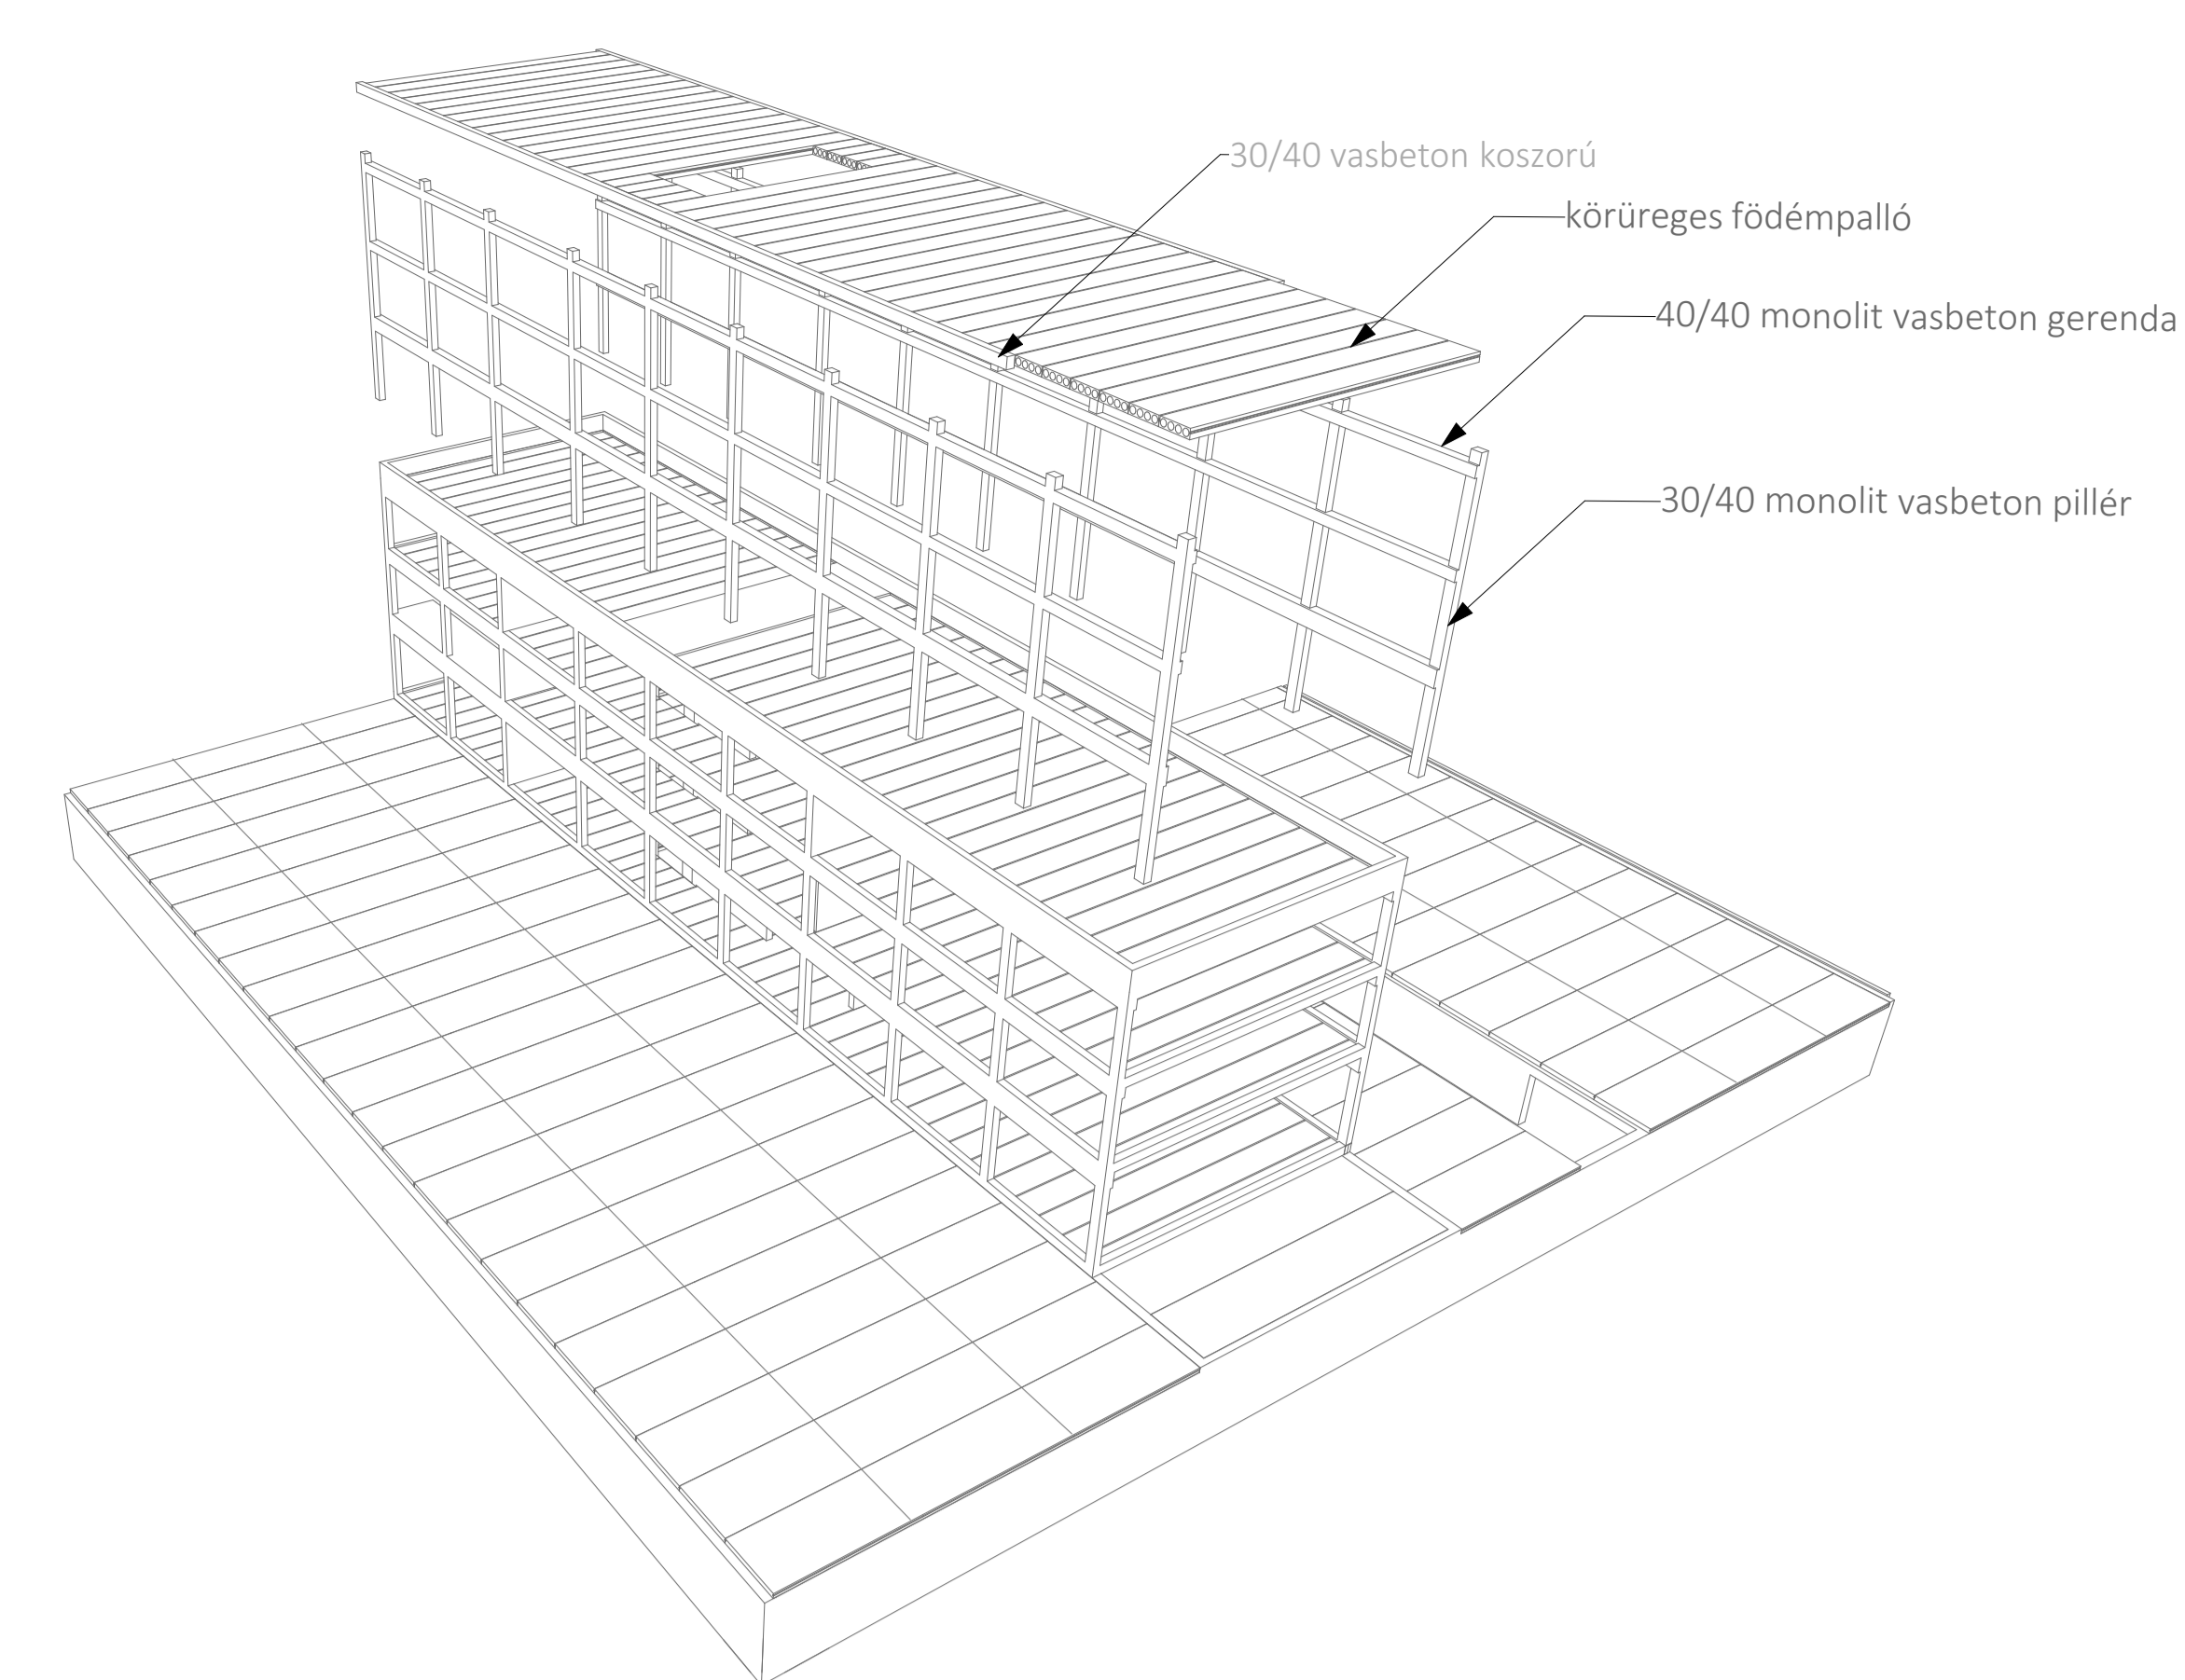 30/40 vasbeton koszorú
körüreges födémpalló
40/40 monolit vasbeton gerenda
30/40 monolit vasbeton pillér